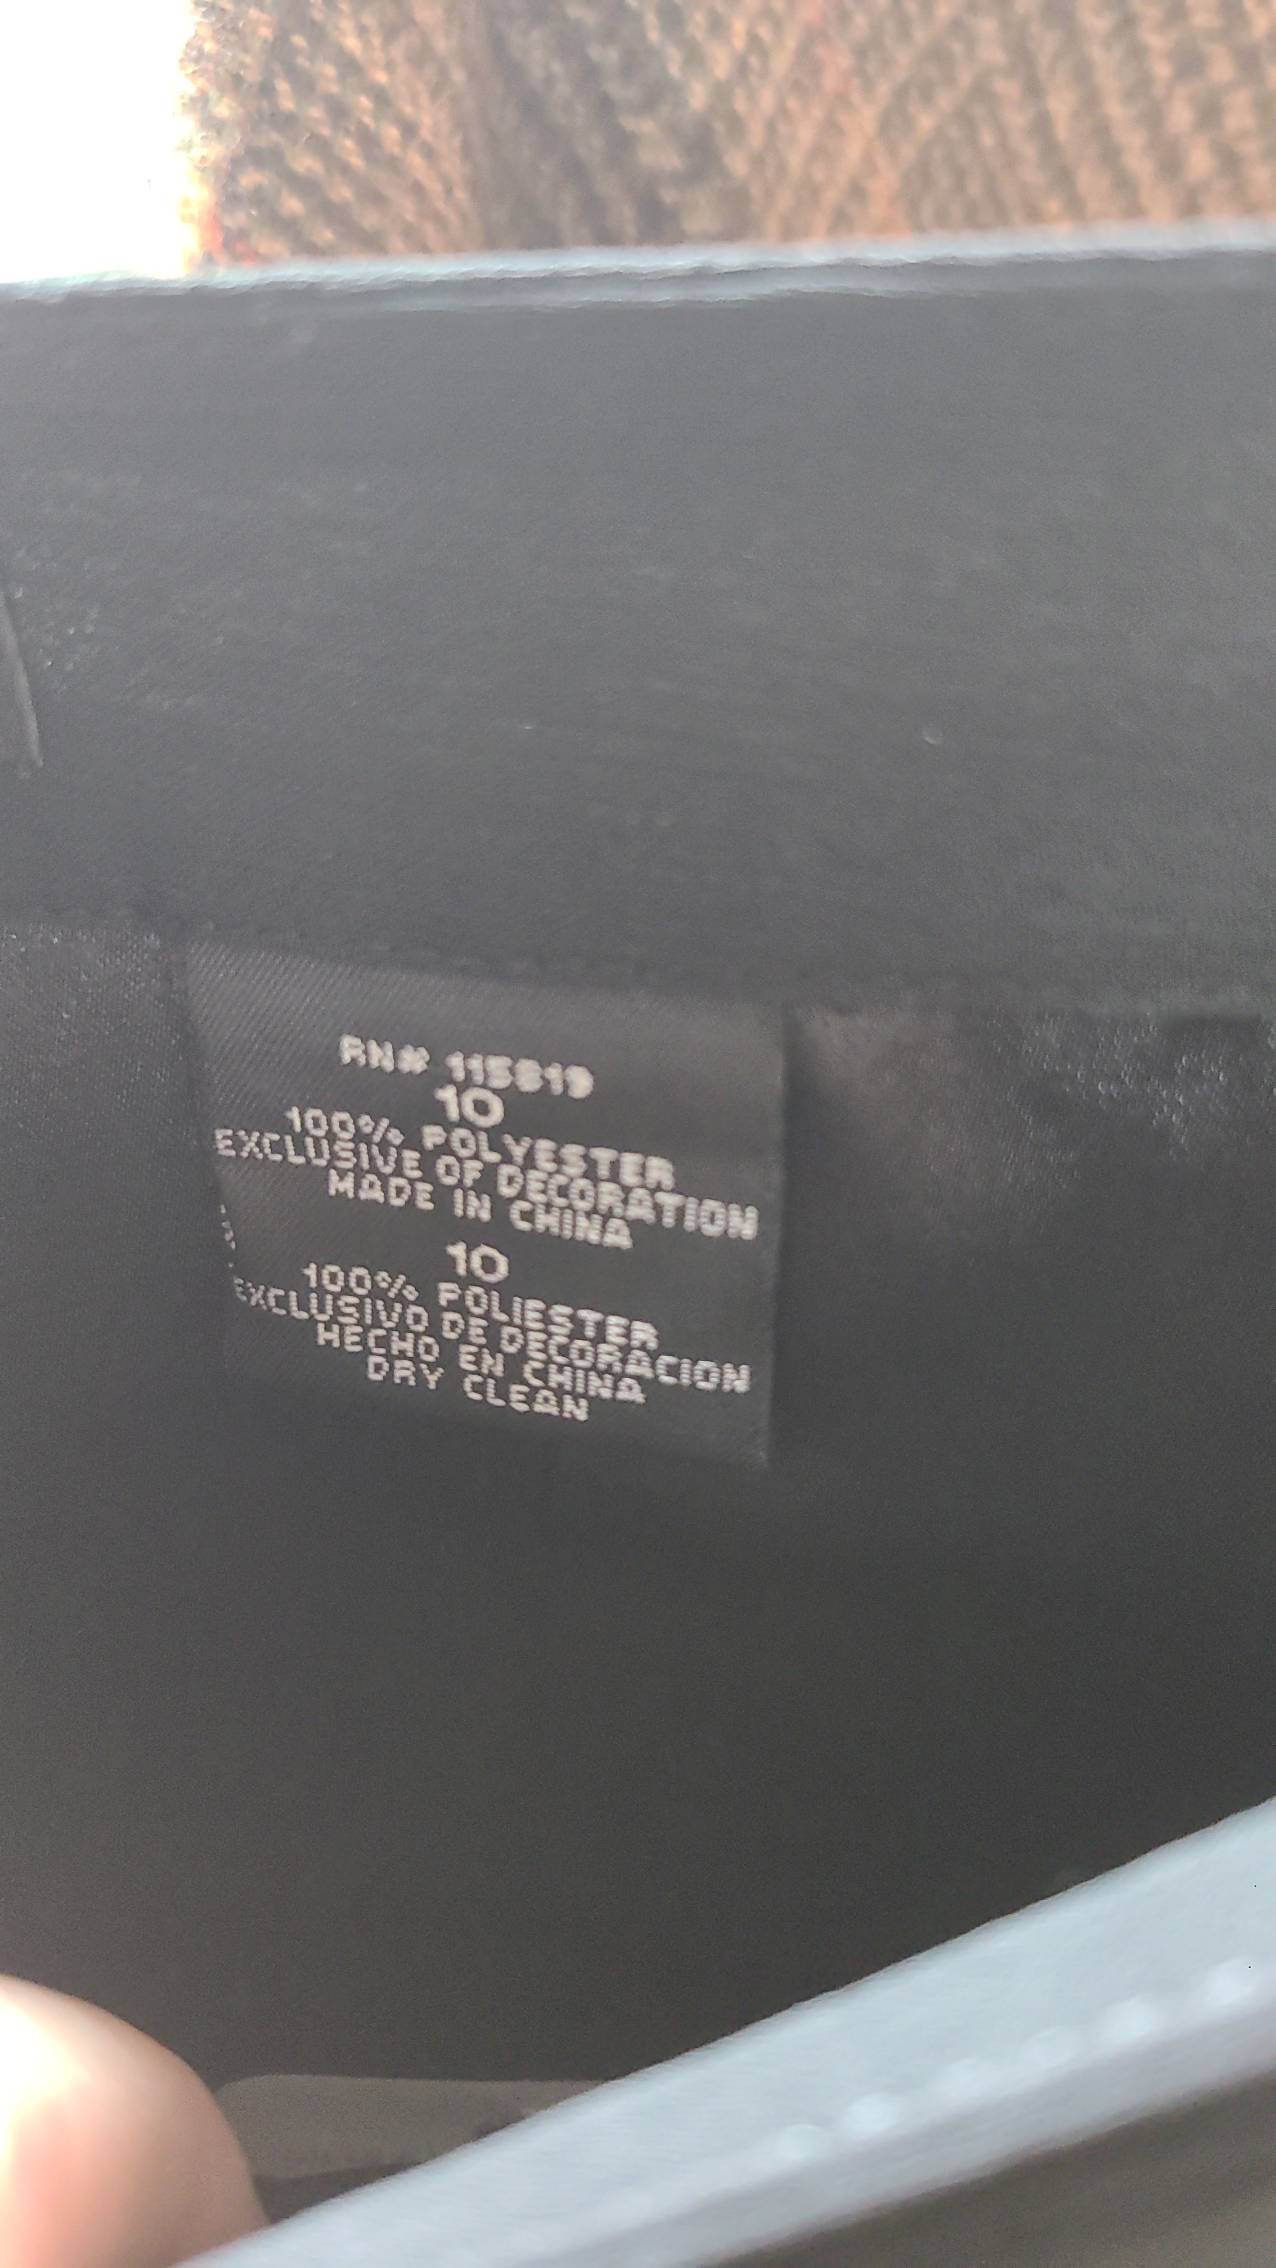 RN# 115819
10
100% POLYESTER
EXCLUSIVE OF DECORATION
MADE IN CHINA
10
100% POLIESTER
EXCLUSIVO DE DECORACION
HECHO EN CHINA
DRY CLEAN